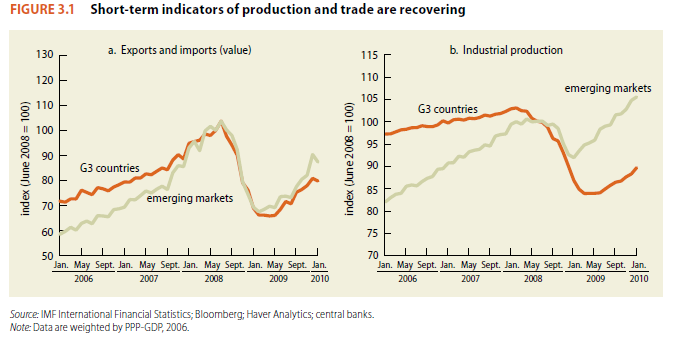 FIGURE 3.1 Short-term indicators of production and trade are recovering
a. Exports and imports (value)
index (June 2008 = 100)
130
120
110
100
90
80
70
60
50
G3 countries
emerging markets
Jan. May Sept. Jan. May Sept. Jan. May Sept. Jan. May Sept. Jan.
2006 2007 2008 2009 2010
b. Industrial production
index (June 2008 = 100)
115
110
105
100
95
90
85
80
75
70
emerging markets
G3 countries
Jan. May Sept. Jan. May Sept. Jan. May Sept. Jan. May Sept. Jan.
2006 2007 2008 2009 2010
Source: IMF International Financial Statistics; Bloomberg; Haver Analytics; central banks.
Note: Data are weighted by PPP-GDP, 2006.